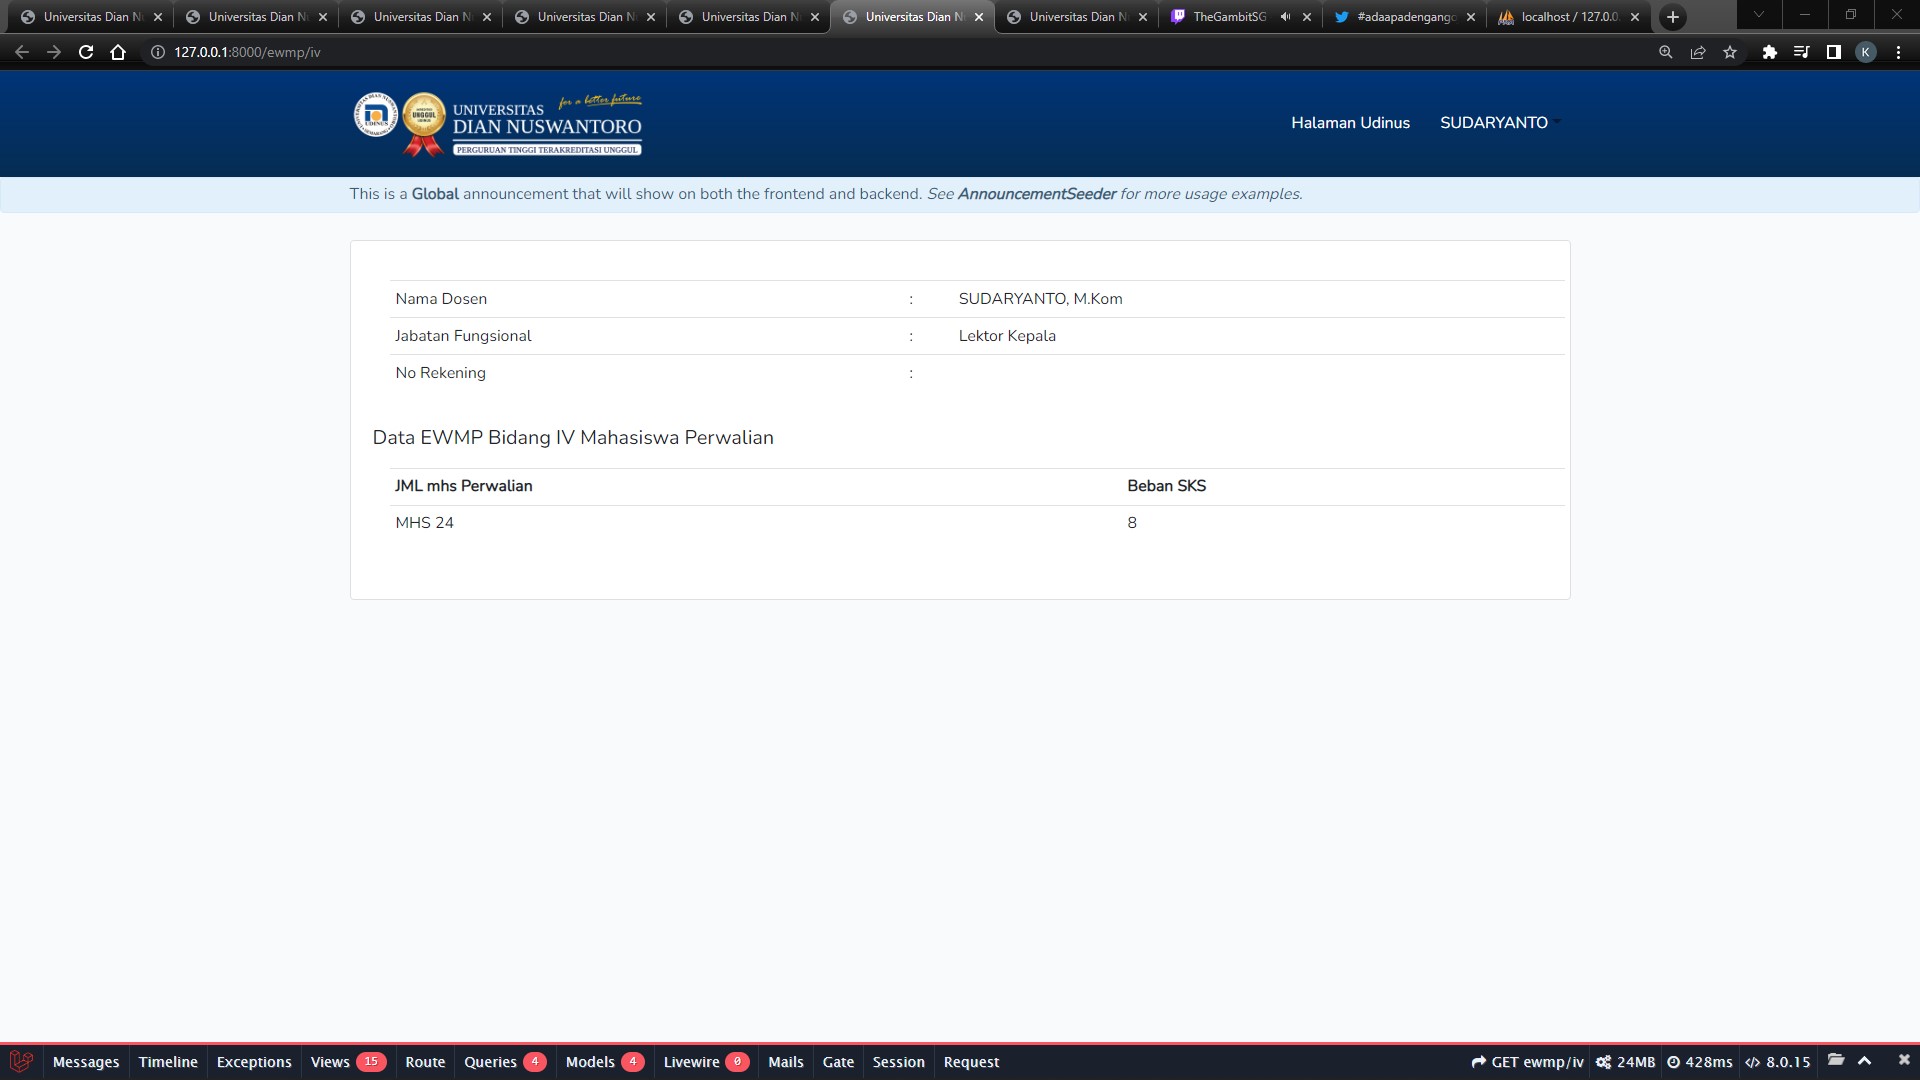 Universitas Dian N
Universitas Dian N
Universitas Dian N
Universitas Dian N
Universitas Dian N
Universitas Dian N
Universitas Dian N
TheGambitSG
#adaapadengango
localhost / 127.0.0.
127.0.0.1:8000/ewmp/iv
K
for a better future
UNIVERSITAS
DIAN NUSWANTORO
PERGURUAN TINGGI TERAKREDITASI UNGGUL
UDINUS
UNGGUL
Halaman Udinus
SUDARYANTO
This is a Global announcement that will show on both the frontend and backend. See AnnouncementSeeder for more usage examples.
Nama Dosen : SUDARYANTO, M.Kom
Jabatan Fungsional : Lektor Kepala
No Rekening :
Data EWMP Bidang IV Mahasiswa Perwalian
JML mhs Perwalian Beban SKS
MHS 24 8
Messages Timeline Exceptions Views 15 Route Queries 4 Models 4 Livewire 0 Mails Gate Session Request GET ewmp/iv 24MB 428ms 8.0.15